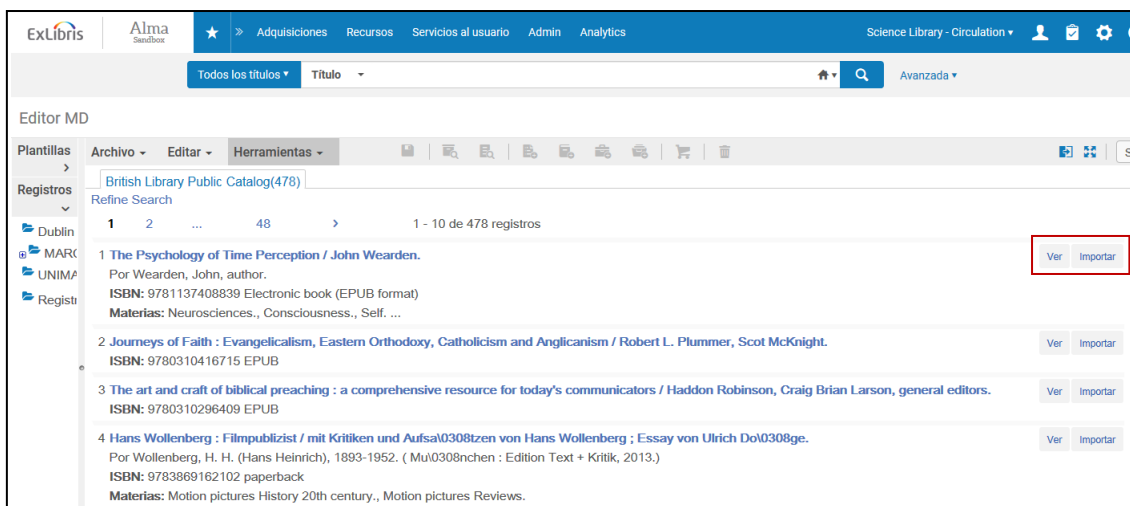 ExLibris Alma Sandbox » Adquisiciones Recursos Servicios al usuario Admin Analytics Science Library - Circulation
Todos los títulos Título Avanzada
Editor MD
Plantillas Archivo Editar Herramientas
Registros British Library Public Catalog(478)
Refine Search
1 2 ... 48 > 1 - 10 de 478 registros
Dublin
MARC
UNIMA
Registr
1 The Psychology of Time Perception / John Wearden. Ver Importar
Por Wearden, John, author.
ISBN: 9781137408839 Electronic book (EPUB format)
Materias: Neurosciences., Consciousness., Self. ...
2 Journeys of Faith : Evangelicalism, Eastern Orthodoxy, Catholicism and Anglicanism / Robert L. Plummer, Scot McKnight. Ver Importar
ISBN: 9780310416715 EPUB
3 The art and craft of biblical preaching : a comprehensive resource for today's communicators / Haddon Robinson, Craig Brian Larson, general editors. Ver Importar
ISBN: 9780310296409 EPUB
4 Hans Wollenberg : Filmpublizist / mit Kritiken und Aufsa\0308tzen von Hans Wollenberg ; Essay von Ulrich Do\0308ge. Ver Importar
Por Wollenberg, H. H. (Hans Heinrich), 1893-1952. ( Mu\0308nchen : Edition Text + Kritik, 2013.)
ISBN: 9783869162102 paperback
Materias: Motion pictures History 20th century., Motion pictures Reviews.